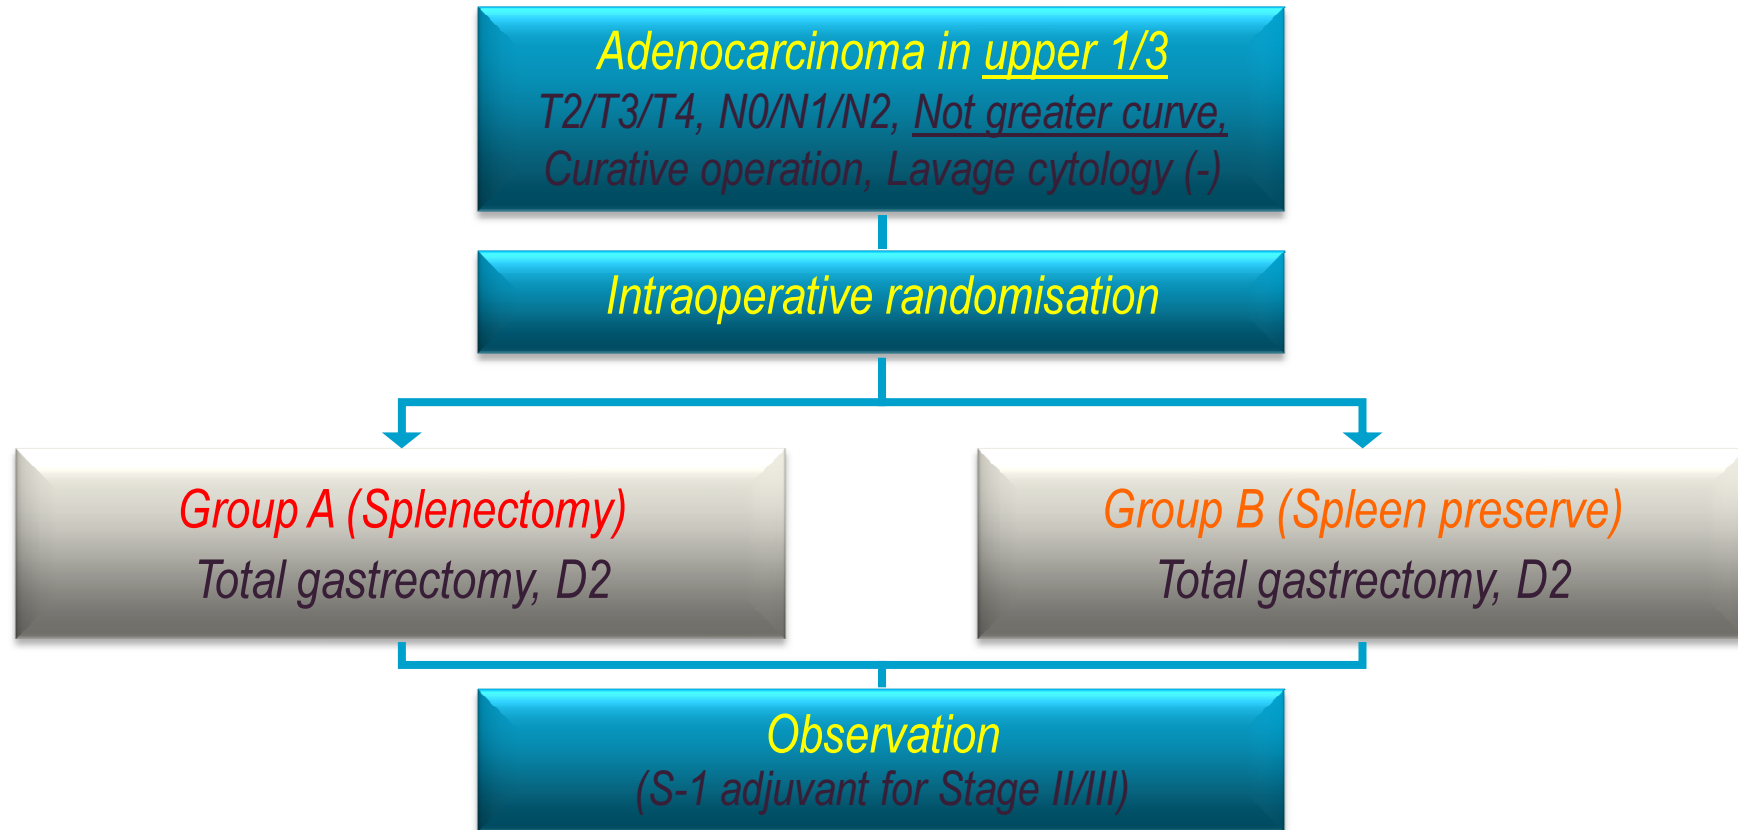 Adenocarcinoma in upper 1/3
T2/T3/T4, N0/N1/N2, Not greater curve,
Curative operation, Lavage cytology (-)
Intraoperative randomisation
Group A (Splenectomy)
Total gastrectomy, D2
Group B (Spleen preserve)
Total gastrectomy, D2
Observation
(S-1 adjuvant for Stage II/III)